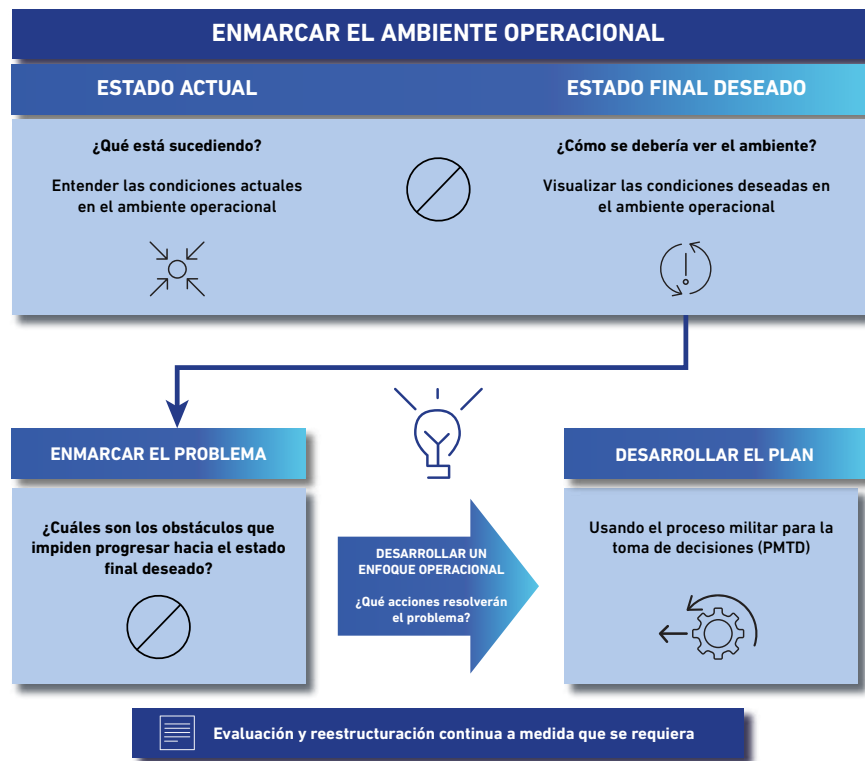 ENMARCAR EL AMBIENTE OPERACIONAL
ESTADO ACTUAL
ESTADO FINAL DESEADO
¿Qué está sucediendo?
Entender las condiciones actuales
en el ambiente operacional
¿Cómo se debería ver el ambiente?
Visualizar las condiciones deseadas en
el ambiente operacional
ENMARCAR EL PROBLEMA
¿Cuáles son los obstáculos que
impiden progresar hacia el estado
final deseado?
DESARROLLAR UN
ENFOQUE OPERACIONAL
¿Qué acciones resolverán
el problema?
DESARROLLAR EL PLAN
Usando el proceso militar para la
toma de decisiones (PMTD)
Evaluación y reestructuración continua a medida que se requiera